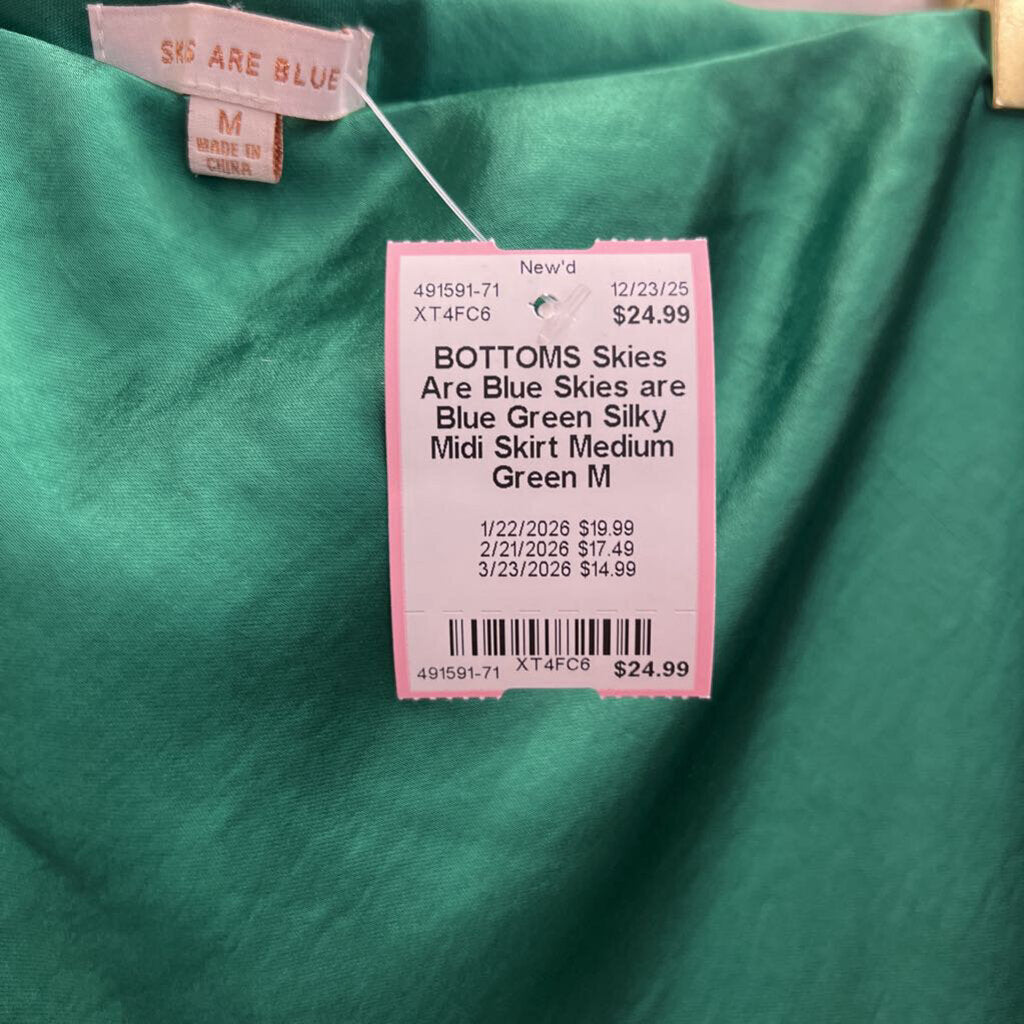 ARE BLUE
M
MADE IN
CHINA
New'd
491591-71 12/23/25
XT4FC6 $24.99
BOTTOMS Skies
Are Blue Skies are
Blue Green Silky
Midi Skirt Medium
Green M
1/22/2026 $19.99
2/21/2026 $17.49
3/23/2026 $14.99
491591-71 XT4FC6 $24.99